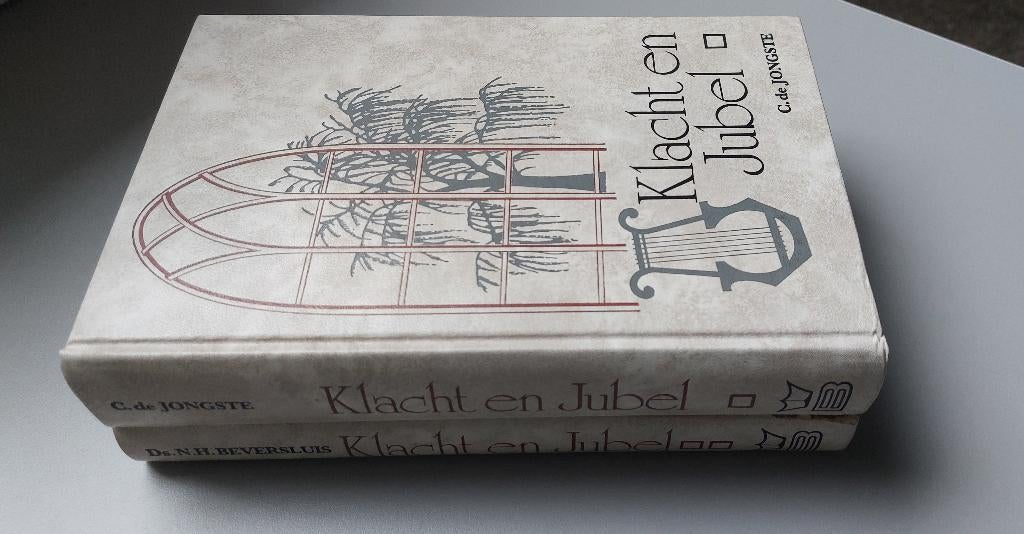 Klacht en
Jubel
C. de JONGSTE
C. de JONGSTE Klacht en Jubel
Ds. N. H. BEVERSLUIS Klacht en Jubel